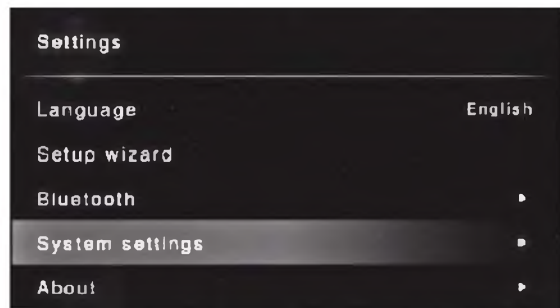 Settings
Language English
Setup wizard
Bluetooth
System settings
About